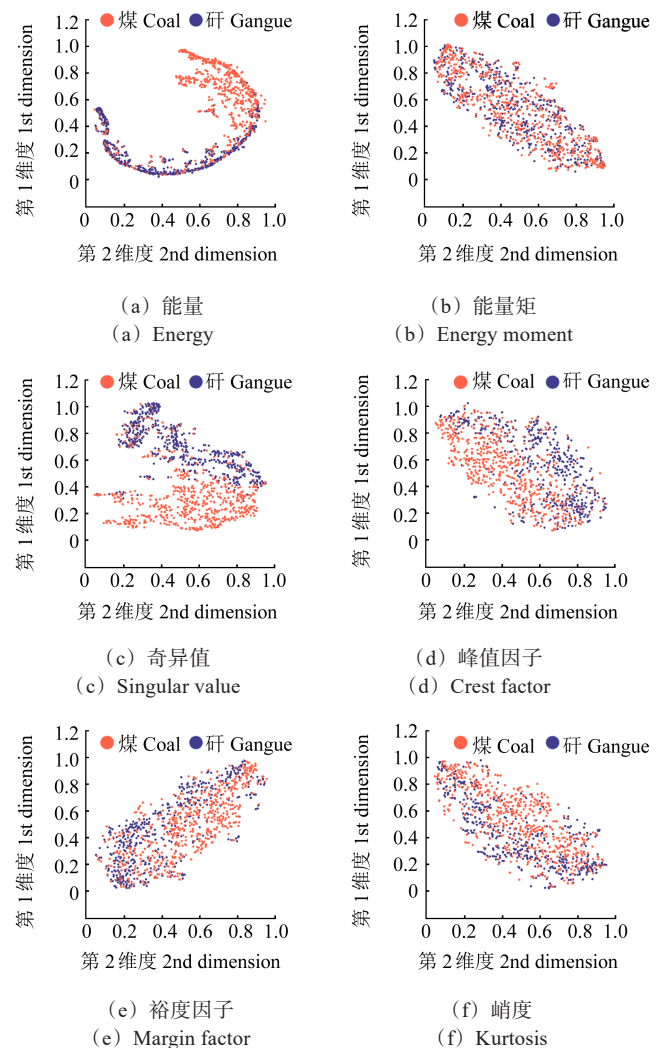 煤 Coal 矸 Gangue
1.2
1.0
0.8
0.6
0.4
0.2
0
第 1 维度 1st dimension
0 0.2 0.4 0.6 0.8 1.0
第 2 维度 2nd dimension
（a）能量
（a）Energy
煤 Coal 矸 Gangue
1.2
1.0
0.8
0.6
0.4
0.2
0
第 1 维度 1st dimension
0 0.2 0.4 0.6 0.8 1.0
第 2 维度 2nd dimension
（b）能量矩
（b）Energy moment
煤 Coal 矸 Gangue
1.2
1.0
0.8
0.6
0.4
0.2
0
第 1 维度 1st dimension
0 0.2 0.4 0.6 0.8 1.0
第 2 维度 2nd dimension
（c）奇异值
（c）Singular value
煤 Coal 矸 Gangue
1.2
1.0
0.8
0.6
0.4
0.2
0
第 1 维度 1st dimension
0 0.2 0.4 0.6 0.8 1.0
第 2 维度 2nd dimension
（d）峰值因子
（d）Crest factor
煤 Coal 矸 Gangue
1.2
1.0
0.8
0.6
0.4
0.2
0
第 1 维度 1st dimension
0 0.2 0.4 0.6 0.8 1.0
第 2 维度 2nd dimension
（e）裕度因子
（e）Margin factor
煤 Coal 矸 Gangue
1.2
1.0
0.8
0.6
0.4
0.2
0
第 1 维度 1st dimension
0 0.2 0.4 0.6 0.8 1.0
第 2 维度 2nd dimension
（f）峭度
（f）Kurtosis